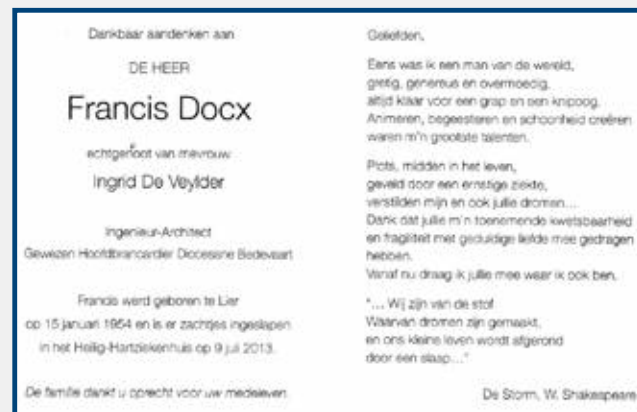 Dankbaar aandenken aan
DE HEER
Francis Docx
echtgenoot van mevrouw
Ingrid De Veylder
Ingenieur-Architect
Gewezen Hoofdbrancardier Diocesane Bedevaart
Francis werd geboren te Lier
op 15 januari 1954 en is er zachtjes ingeslapen
in het Heilig-Hartziekenhuis op 9 juli 2013.
De familie dankt u oprecht voor uw medeleven.
Geliefden,
Eens was ik een man van de wereld,
gretig, genereus en overmoedig,
altijd klaar voor een grap en een knipoog.
Animeren, begeesteren en schoonheid creëren
waren m'n grootste talenten.
Plots, midden in het leven,
geveld door een ernstige ziekte,
verstilden mijn en ook jullie dromen...
Dank dat jullie m'n toenemende kwetsbaarheid
en fragiliteit met geduldige liefde mee gedragen
hebben.
Vanaf nu draag ik jullie mee waar ik ook ben.
"... Wij zijn van de stof
Waarvan dromen zijn gemaakt,
en ons kleine leven wordt afgerond
door een slaap..."
De Storm, W. Shakespeare